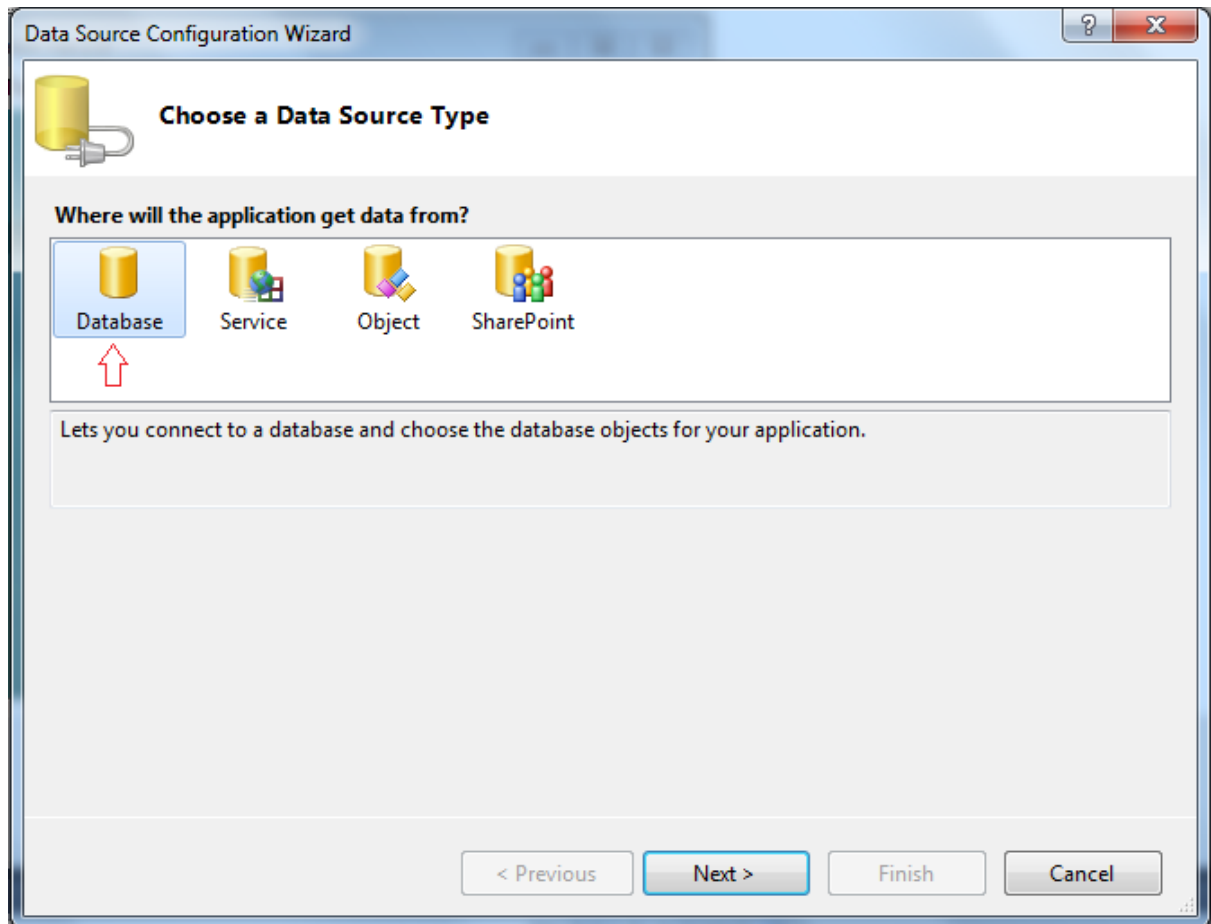 Data Source Configuration Wizard
Choose a Data Source Type
Where will the application get data from?
Database Service Object SharePoint
Lets you connect to a database and choose the database objects for your application.
< Previous Next > Finish Cancel